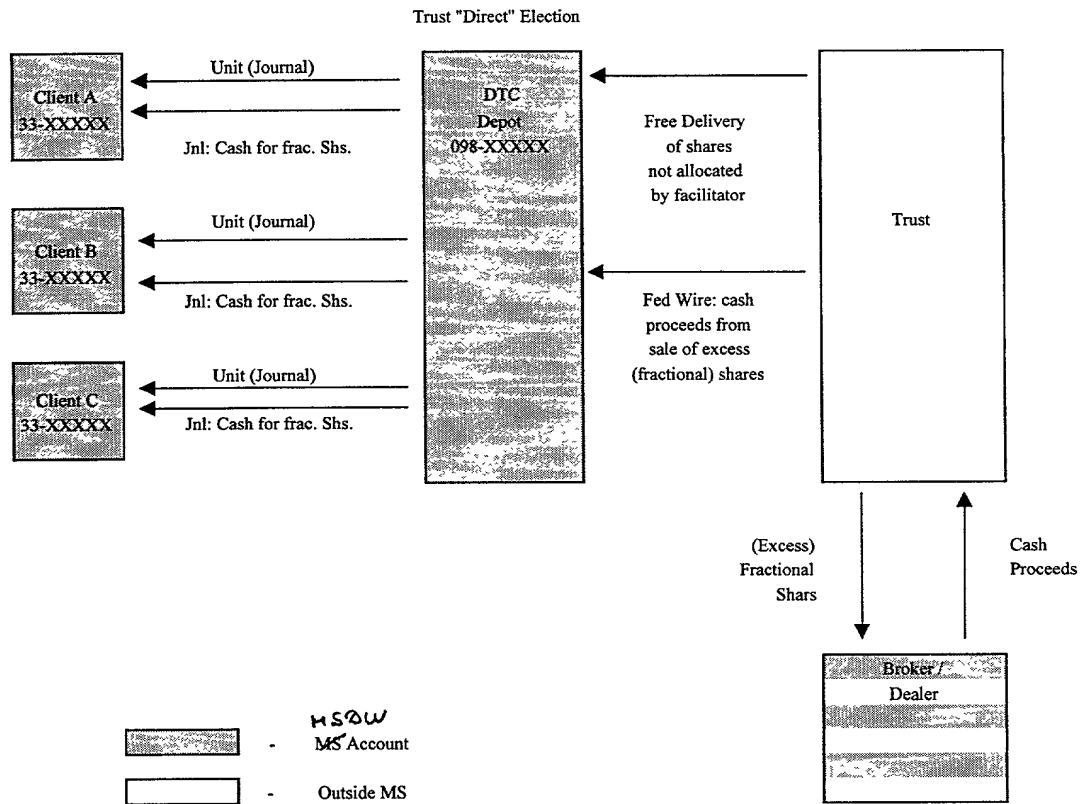 Trust "Direct" Election
Unit (Journal)
Client A
33-XXXXX
Jnl: Cash for frac. Shs.
Unit (Journal)
Client B
33-XXXXX
Jnl: Cash for frac. Shs.
Unit (Journal)
Client C
33-XXXXX
Jnl: Cash for frac. Shs.
DTC
Depot
098-XXXXX
Free Delivery
of shares
not allocated
by facilitator
Fed Wire: cash
proceeds from
sale of excess
(fractional) shares
Trust
(Excess)
Fractional
Shars
Cash
Proceeds
Broker /
Dealer
MSDW
- MS Account
- Outside MS